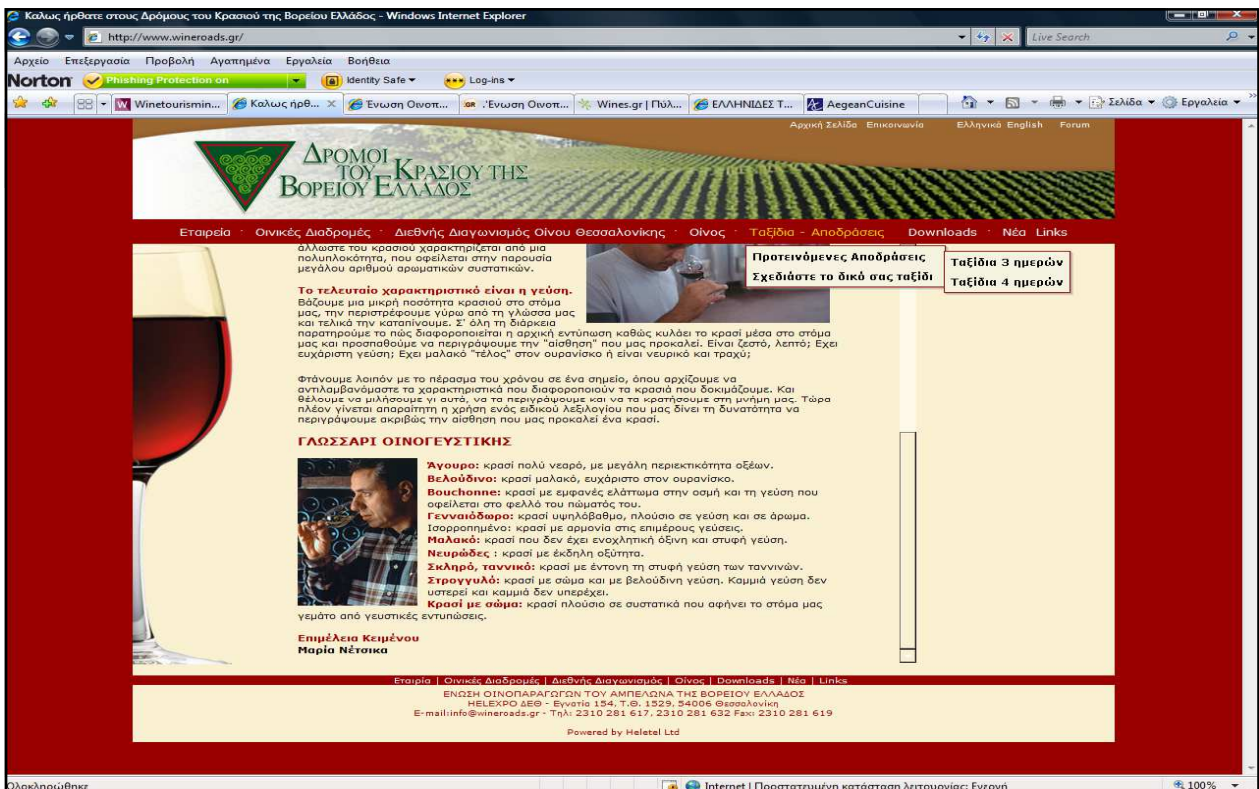 Καλως ήρθατε στους Δρόμους του Κρασιού της Βορείου Ελλάδος - Windows Internet Explorer
http://www.wineroads.gr/
Live Search
Αρχείο Επεξεργασία Προβολή Αγαπημένα Εργαλεία Βοήθεια
Norton Phishing Protection on Identity Safe Log-ins
Winetourismin... Καλως ήρθ... Ένωση Οινοπ... .'Ένωση Οινοπ... Wines.gr | Πύλ... ΕΛΛΗΝΙΔΕΣ Τ... AegeanCuisine Σελίδα Εργαλεία
Αρχική Σελίδα Επικοινωνία Ελληνικά English Forum
ΔΡΟΜΟΙ
ΤΟΥ ΚΡΑΣΙΟΥ ΤΗΣ
ΒΟΡΕΙΟΥ ΕΛΛΑΔΟΣ
Εταιρεία · Οινικές Διαδρομές · Διεθνής Διαγωνισμός Οίνου Θεσσαλονίκης · Οίνος · Ταξίδια - Αποδράσεις Downloads · Νέα Links
Προτεινόμενες Αποδράσεις
Σχεδιάστε το δικό σας ταξίδι
Ταξίδια 3 ημερών
Ταξίδια 4 ημερών
άλλωστε του κρασιού χαρακτηρίζεται από μια
πολυπλοκότητα, που οφείλεται στην παρουσία
μεγάλου αριθμού αρωματικών συστατικών.
Το τελευταίο χαρακτηριστικό είναι η γεύση.
Βάζουμε μια μικρή ποσότητα κρασιού στο στόμα
μας, την περιστρέφουμε γύρω από τη γλώσσα μας
και τελικά την καταπίνουμε. Σ' όλη τη διάρκεια
παρατηρούμε το πώς διαφοροποιείται η αρχική εντύπωση καθώς κυλάει το κρασί μέσα στο στόμα
μας και προσπαθούμε να περιγράψουμε την "αίσθηση" που μας προκαλεί. Είναι ζεστό, λεπτό; Εχει
ευχάριστη γεύση; Εχει μαλακό "τέλος" στον ουρανίσκο ή είναι νευρικό και τραχύ;
Φτάνουμε λοιπόν με το πέρασμα του χρόνου σε ένα σημείο, όπου αρχίζουμε να
αντιλαμβανόμαστε τα χαρακτηριστικά που διαφοροποιούν τα κρασιά που δοκιμάζουμε. Και
θέλουμε να μιλήσουμε γι αυτά, να τα περιγράψουμε και να τα κρατήσουμε στη μνήμη μας. Τώρα
πλέον γίνεται απαραίτητη η χρήση ενός ειδικού λεξιλογίου που μας δίνει τη δυνατότητα να
περιγράψουμε ακριβώς την αίσθηση που μας προκαλεί ένα κρασί.
ΓΛΩΣΣΑΡΙ ΟΙΝΟΓΕΥΣΤΙΚΗΣ
Άγουρο: κρασί πολύ νεαρό, με μεγάλη περιεκτικότητα οξέων.
Βελούδινο: κρασί μαλακό, ευχάριστο στον ουρανίσκο.
Bouchonne: κρασί με εμφανές ελάττωμα στην οσμή και τη γεύση που
οφείλεται στο φελλό του πώματός του.
Γενναιόδωρο: κρασί υψηλόβαθμο, πλούσιο σε γεύση και σε άρωμα.
Ισορροπημένο: κρασί με αρμονία στις επιμέρους γεύσεις.
Μαλακό: κρασί που δεν έχει ενοχλητική όξινη και στυφή γεύση.
Νευρώδες : κρασί με έκδηλη οξύτητα.
Σκληρό, ταννικό: κρασί με έντονη τη στυφή γεύση των ταννινών.
Στρογγυλό: κρασί με σώμα και με βελούδινη γεύση. Καμμιά γεύση δεν
υστερεί και καμμιά δεν υπερέχει.
Κρασί με σώμα: κρασί πλούσιο σε συστατικά που αφήνει το στόμα μας
γεμάτο από γευστικές εντυπώσεις.
Επιμέλεια Κειμένου
Μαρία Νέτσικα
Εταιρία | Οινικές Διαδρομές | Διεθνής Διαγωνισμός | Οίνος | Downloads | Νέα | Links
ΕΝΩΣΗ ΟΙΝΟΠΑΡΑΓΩΓΩΝ ΤΟΥ ΑΜΠΕΛΩΝΑ ΤΗΣ ΒΟΡΕΙΟΥ ΕΛΛΑΔΟΣ
HELEXPO ΔΕΘ - Εγνατία 154, Τ.Θ. 1529, 54006 Θεσσαλονίκη
E-mail:info@wineroads.gr - Τηλ: 2310 281 617, 2310 281 632 Fax: 2310 281 619
Powered by Heletel Ltd
Ολοκληρώθηκε Internet | Προστατευμένη κατάσταση λειτουργίας: Ενεργή 100%